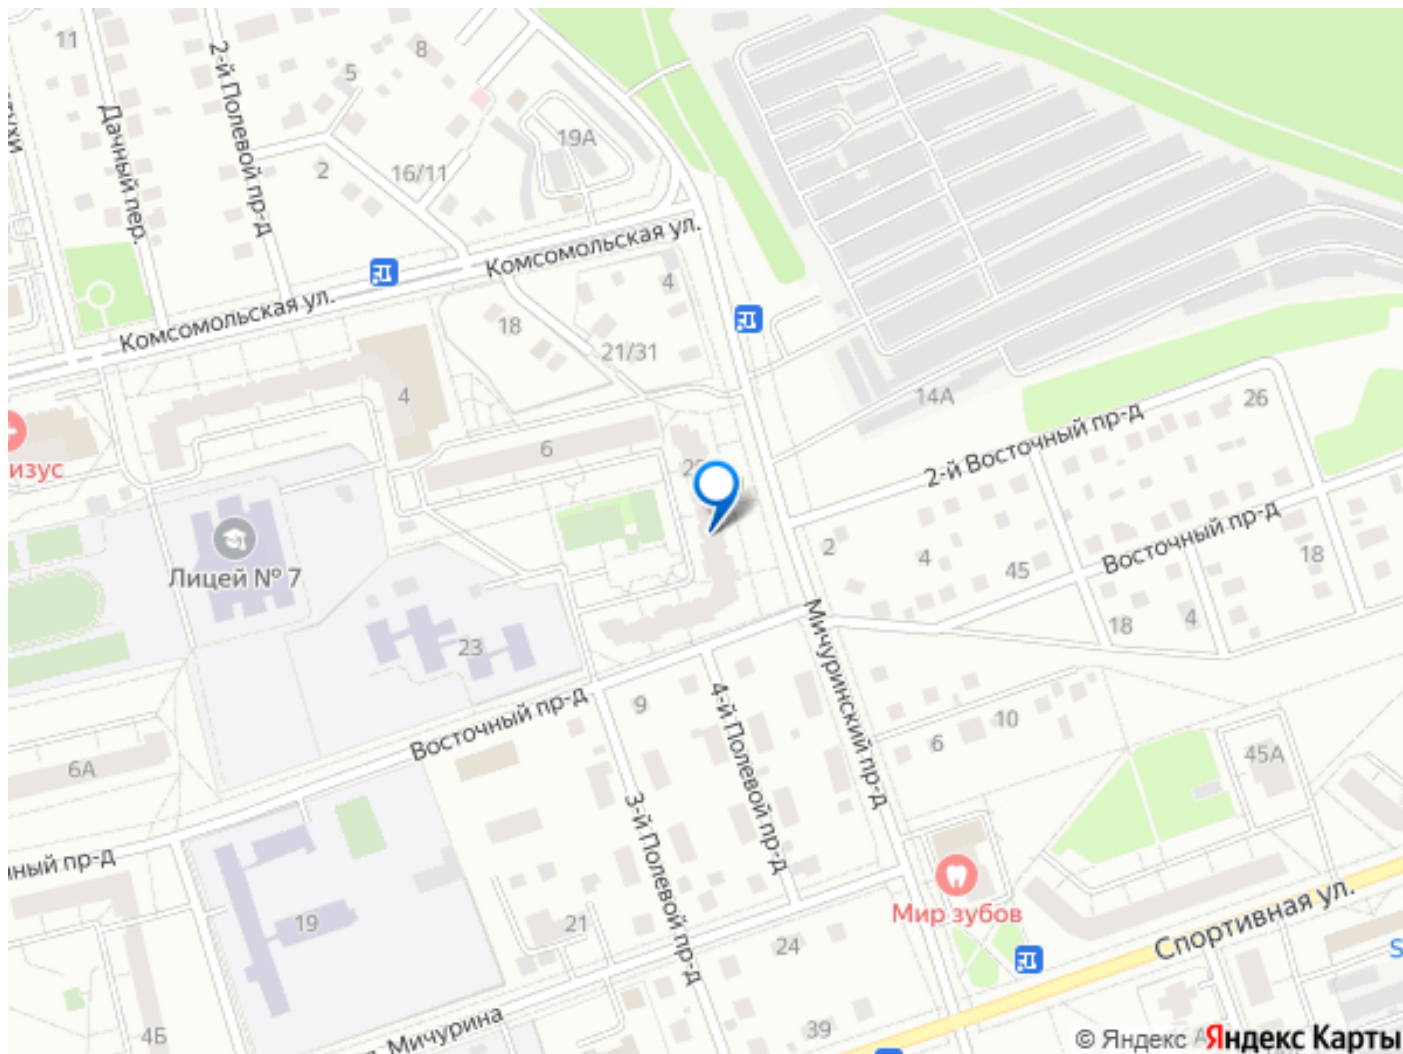 11
2-й Полевой пр-д
8
5
Дачный пер.
19А
16/11
2
Комсомольская ул.
4
Комсомольская ул.
18
21/31
4
14А
26
2-й Восточный пр-д
6
изус
Восточный пр-д
2
4
45
18
Лицей № 7
18
4
23
Мичуринский пр-д
9
4-й Полевой пр-д
10
6
Восточный пр-д
45А
6А
3-й Полевой пр-д
ный пр-д
Мир зубов
19
21
24
Спортивная ул.
S
4Б
Мичурина
39
© Яндекс
Яндекс Карты